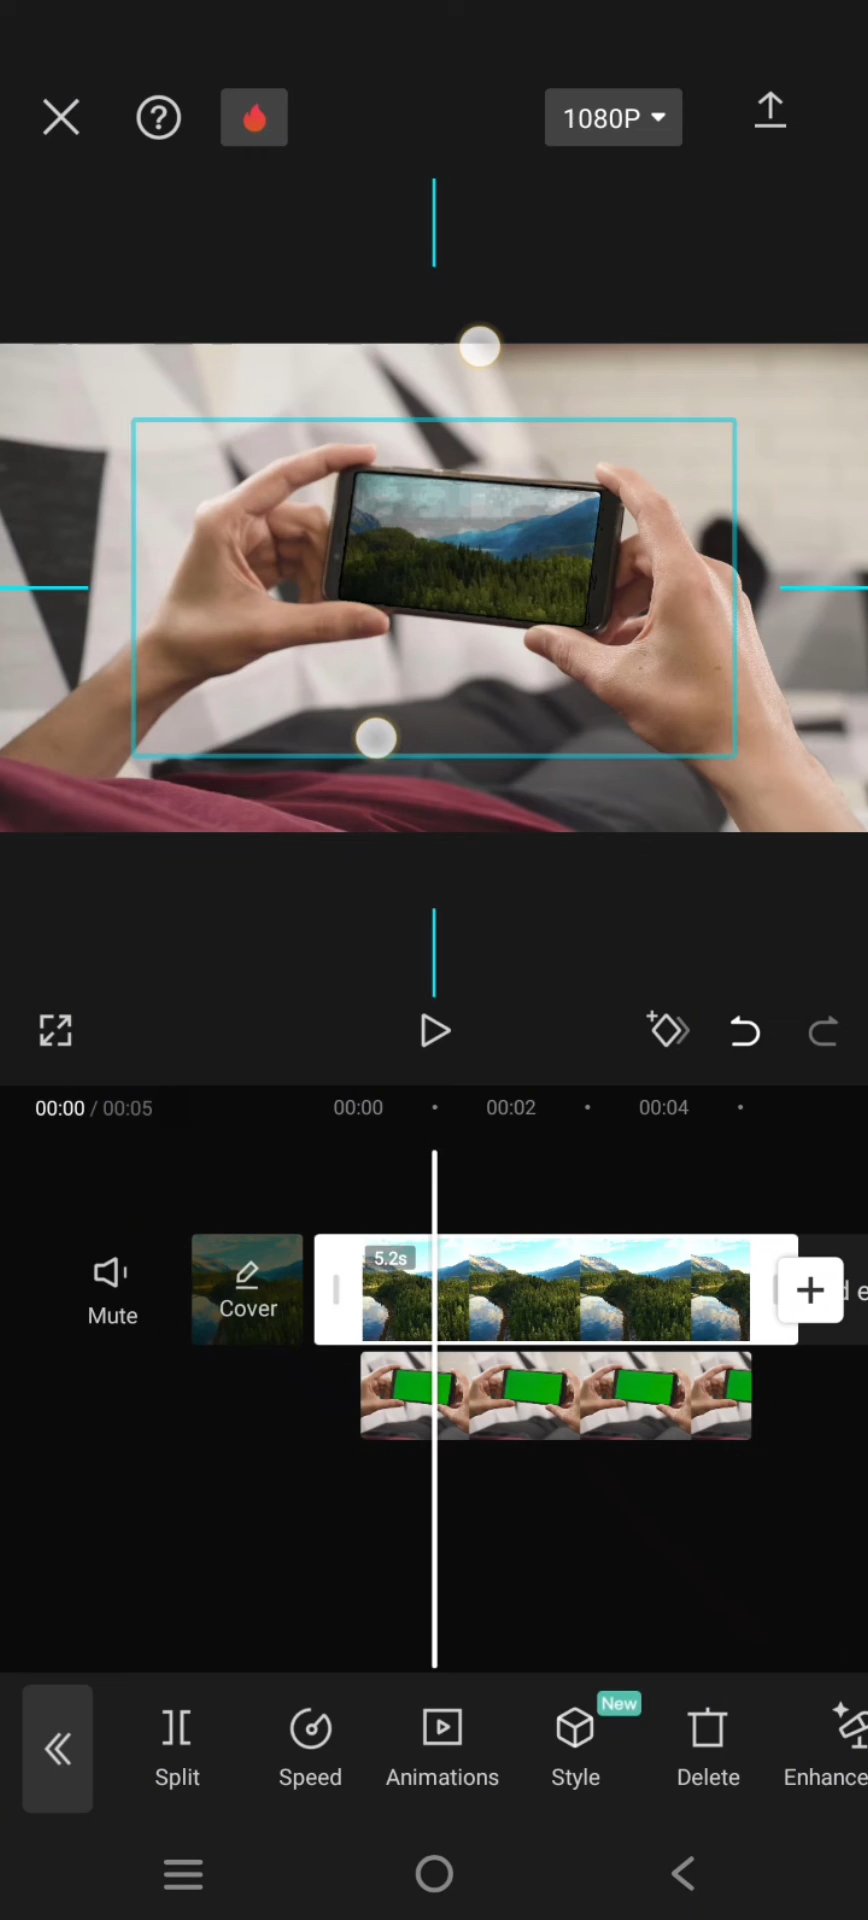 ?
1080P
00:00 / 00:05
00:00
00:02
00:04
5.2s
Mute
Cover
d e
New
Split
Speed
Animations
Style
Delete
Enhance